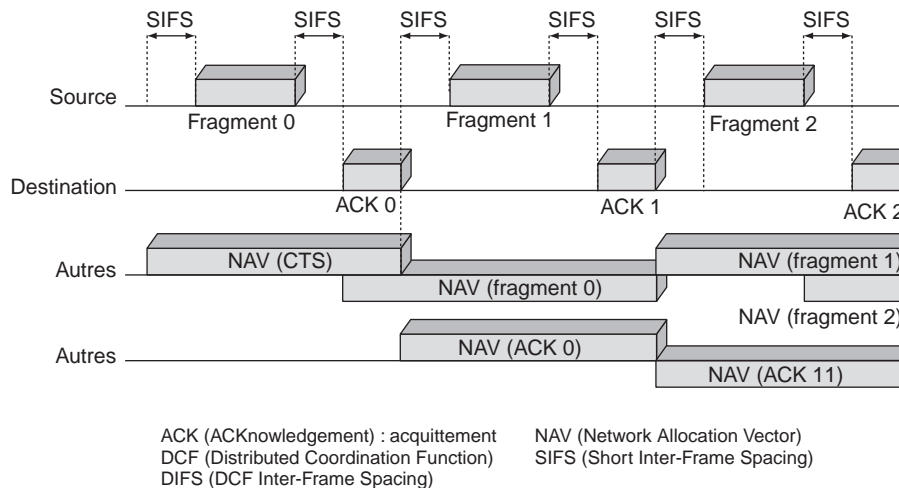 SIFS SIFS SIFS SIFS SIFS SIFS
Source
Fragment 0 Fragment 1 Fragment 2
Destination
ACK 0 ACK 1 ACK 2
Autres NAV (CTS) NAV (fragment 1)
NAV (fragment 0)
NAV (fragment 2)
Autres NAV (ACK 0)
NAV (ACK 11)
ACK (ACKnowledgement) : acquittement
DCF (Distributed Coordination Function)
DIFS (DCF Inter-Frame Spacing)
NAV (Network Allocation Vector)
SIFS (Short Inter-Frame Spacing)